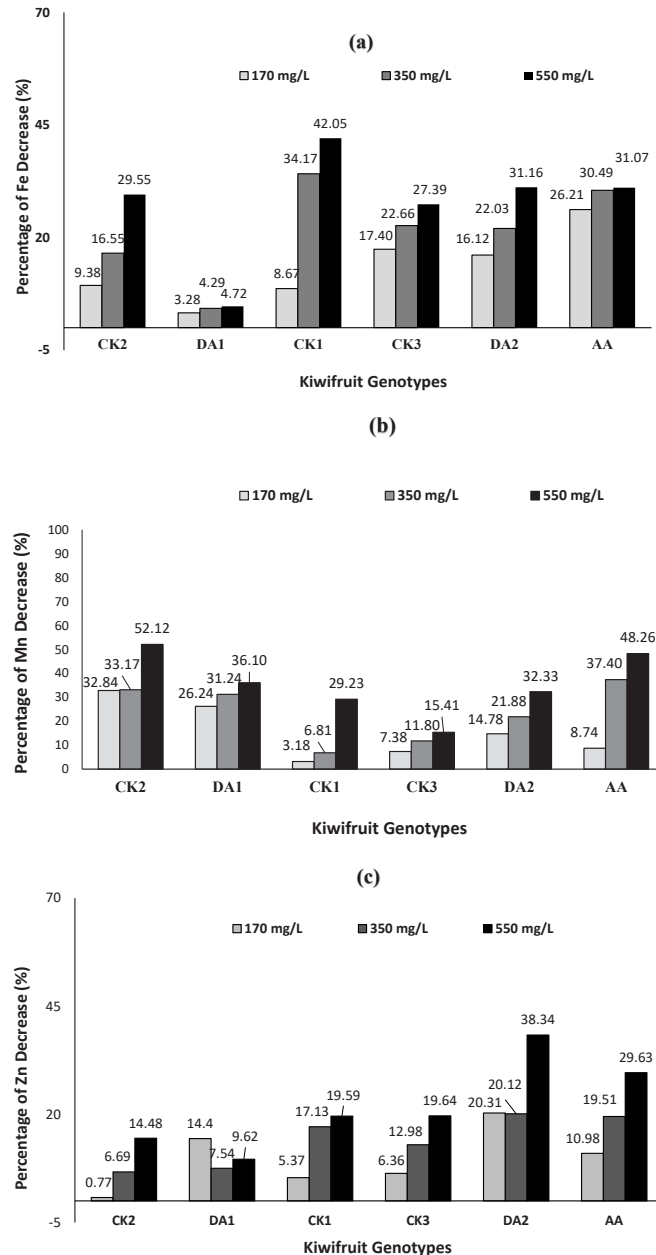 (a)
70
45
20
-5
Percentage of Fe Decrease (%)
170 mg/L 350 mg/L 550 mg/L
9.38 16.55 29.55
3.28 4.29 4.72
8.67 34.17 42.05
17.40 22.66 27.39
16.12 22.03 31.16
26.21 30.49 31.07
CK2 DA1 CK1 CK3 DA2 AA
Kiwifruit Genotypes
(b)
170 mg/L 350 mg/L 550 mg/L
100
90
80
70
60
50
40
30
20
10
0
Percentage of Mn Decrease (%)
32.84 33.17 52.12
26.24 31.24 36.10
3.18 6.81 29.23
7.38 11.80 15.41
14.78 21.88 32.33
8.74 37.40 48.26
CK2 DA1 CK1 CK3 DA2 AA
Kiwifruit Genotypes
(c)
70
45
20
-5
Percentage of Zn Decrease (%)
170 mg/L 350 mg/L 550 mg/L
0.77 6.69 14.48
14.4 7.54 9.62
5.37 17.13 19.59
6.36 12.98 19.64
20.31 20.12 38.34
10.98 19.51 29.63
CK2 DA1 CK1 CK3 DA2 AA
Kiwifruit Genotypes